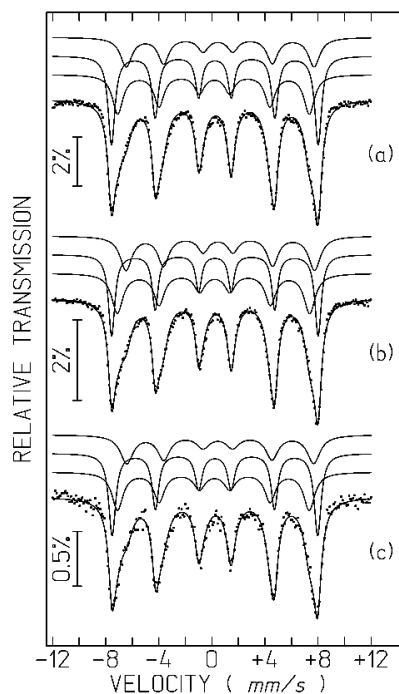 (a)
2%
RELATIVE TRANSMISSION
(b)
2%
(c)
0.5%
-12 -8 -4 0 +4 +8 +12
VELOCITY ( mm/s )